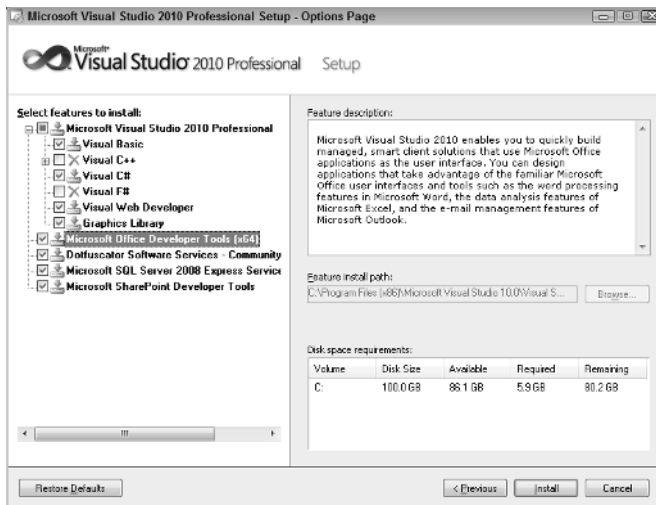 Microsoft Visual Studio 2010 Professional Setup - Options Page
Microsoft®
Visual Studio 2010 Professional Setup
Select features to install:
Microsoft Visual Studio 2010 Professional
Visual Basic
Visual C++
Visual C#
Visual F#
Visual Web Developer
Graphics Library
Microsoft Office Developer Tools (x64)
Dotfuscator Software Services - Community
Microsoft SQL Server 2008 Express Service
Microsoft SharePoint Developer Tools
Feature description:
Microsoft Visual Studio 2010 enables you to quickly build
managed, smart client solutions that use Microsoft Office
applications as the user interface. You can design
applications that take advantage of the familiar Microsoft
Office user interfaces and tools such as the word processing
features in Microsoft Word, the data analysis features of
Microsoft Excel, and the e-mail management features of
Microsoft Outlook.
Feature install path:
C:\Program Files (x86)\Microsoft Visual Studio 10.0\Visual S...
Browse...
Disk space requirements:
Volume Disk Size Available Required Remaining
C: 100.0 GB 86.1 GB 5.9 GB 80.2 GB
Restore Defaults
< Previous
Install
Cancel